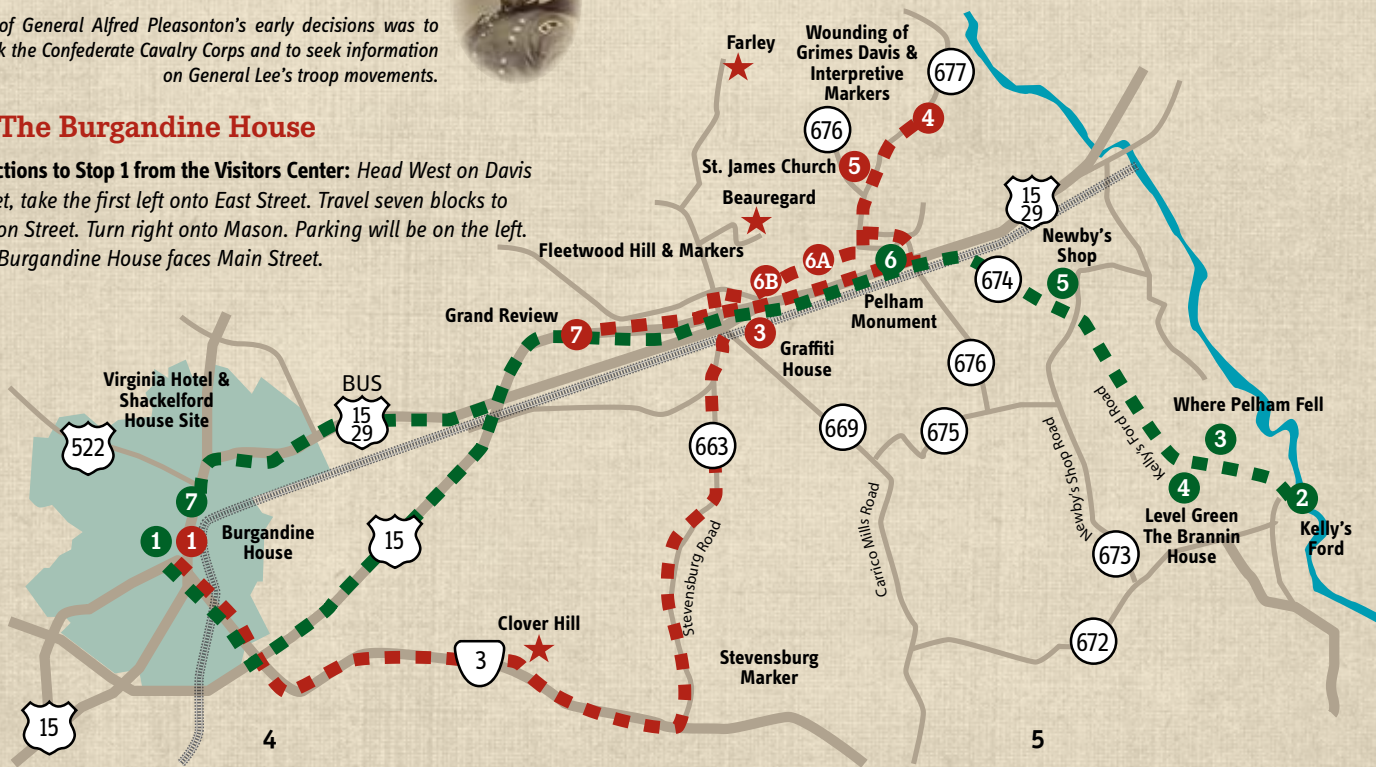 of General Alfred Pleasonton's early decisions was to
the Confederate Cavalry Corps and to seek information
on General Lee's troop movements.
The Burgandine House
Stop 1 from the Visitors Center: Head West on Davis
take the first left onto East Street. Travel seven blocks to
Street. Turn right onto Mason. Parking will be on the left.
Burgandine House faces Main Street.
Farley
Wounding of
Grimes Davis &
Interpretive
Markers
677
676
4
St. James Church
5
Beauregard
15
29
Fleetwood Hill & Markers
6A
6
6B
Newby's
Shop
674
5
Pelham
Monument
Grand Review
7
3
Graffiti
House
676
Virginia Hotel &
Shackelford
House Site
BUS
15
29
522
663
669
675
Newby's Shop Road
Kelly's Ford Road
Where Pelham Fell
3
4
2
Level Green
The Brannin
House
Kelly's
Ford
7
1
1
Burgandine
House
15
Stevensburg Road
Carrico Mills Road
673
Clover Hill
3
Stevensburg
Marker
672
15
4
5